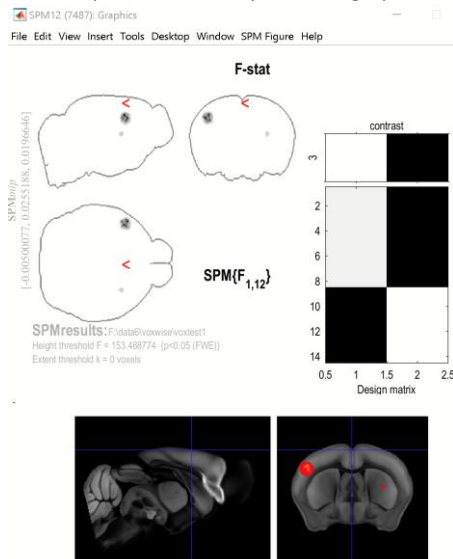 SPM12 (7487): Graphics
File Edit View Insert Tools Desktop Window SPM Figure Help
F-stat
SPMmip
[-0.00500077, 0.0255188, 0.0196646]
contrast
3
2
4
6
8
10
12
14
0.5 1 1.5 2 2.5
Design matrix
SPM{F1,12}
SPMresults: F:\data6\voxwise\voxtest1
Height threshold F = 153.468774 {p<0.05 (FWE)}
Extent threshold k = 0 voxels